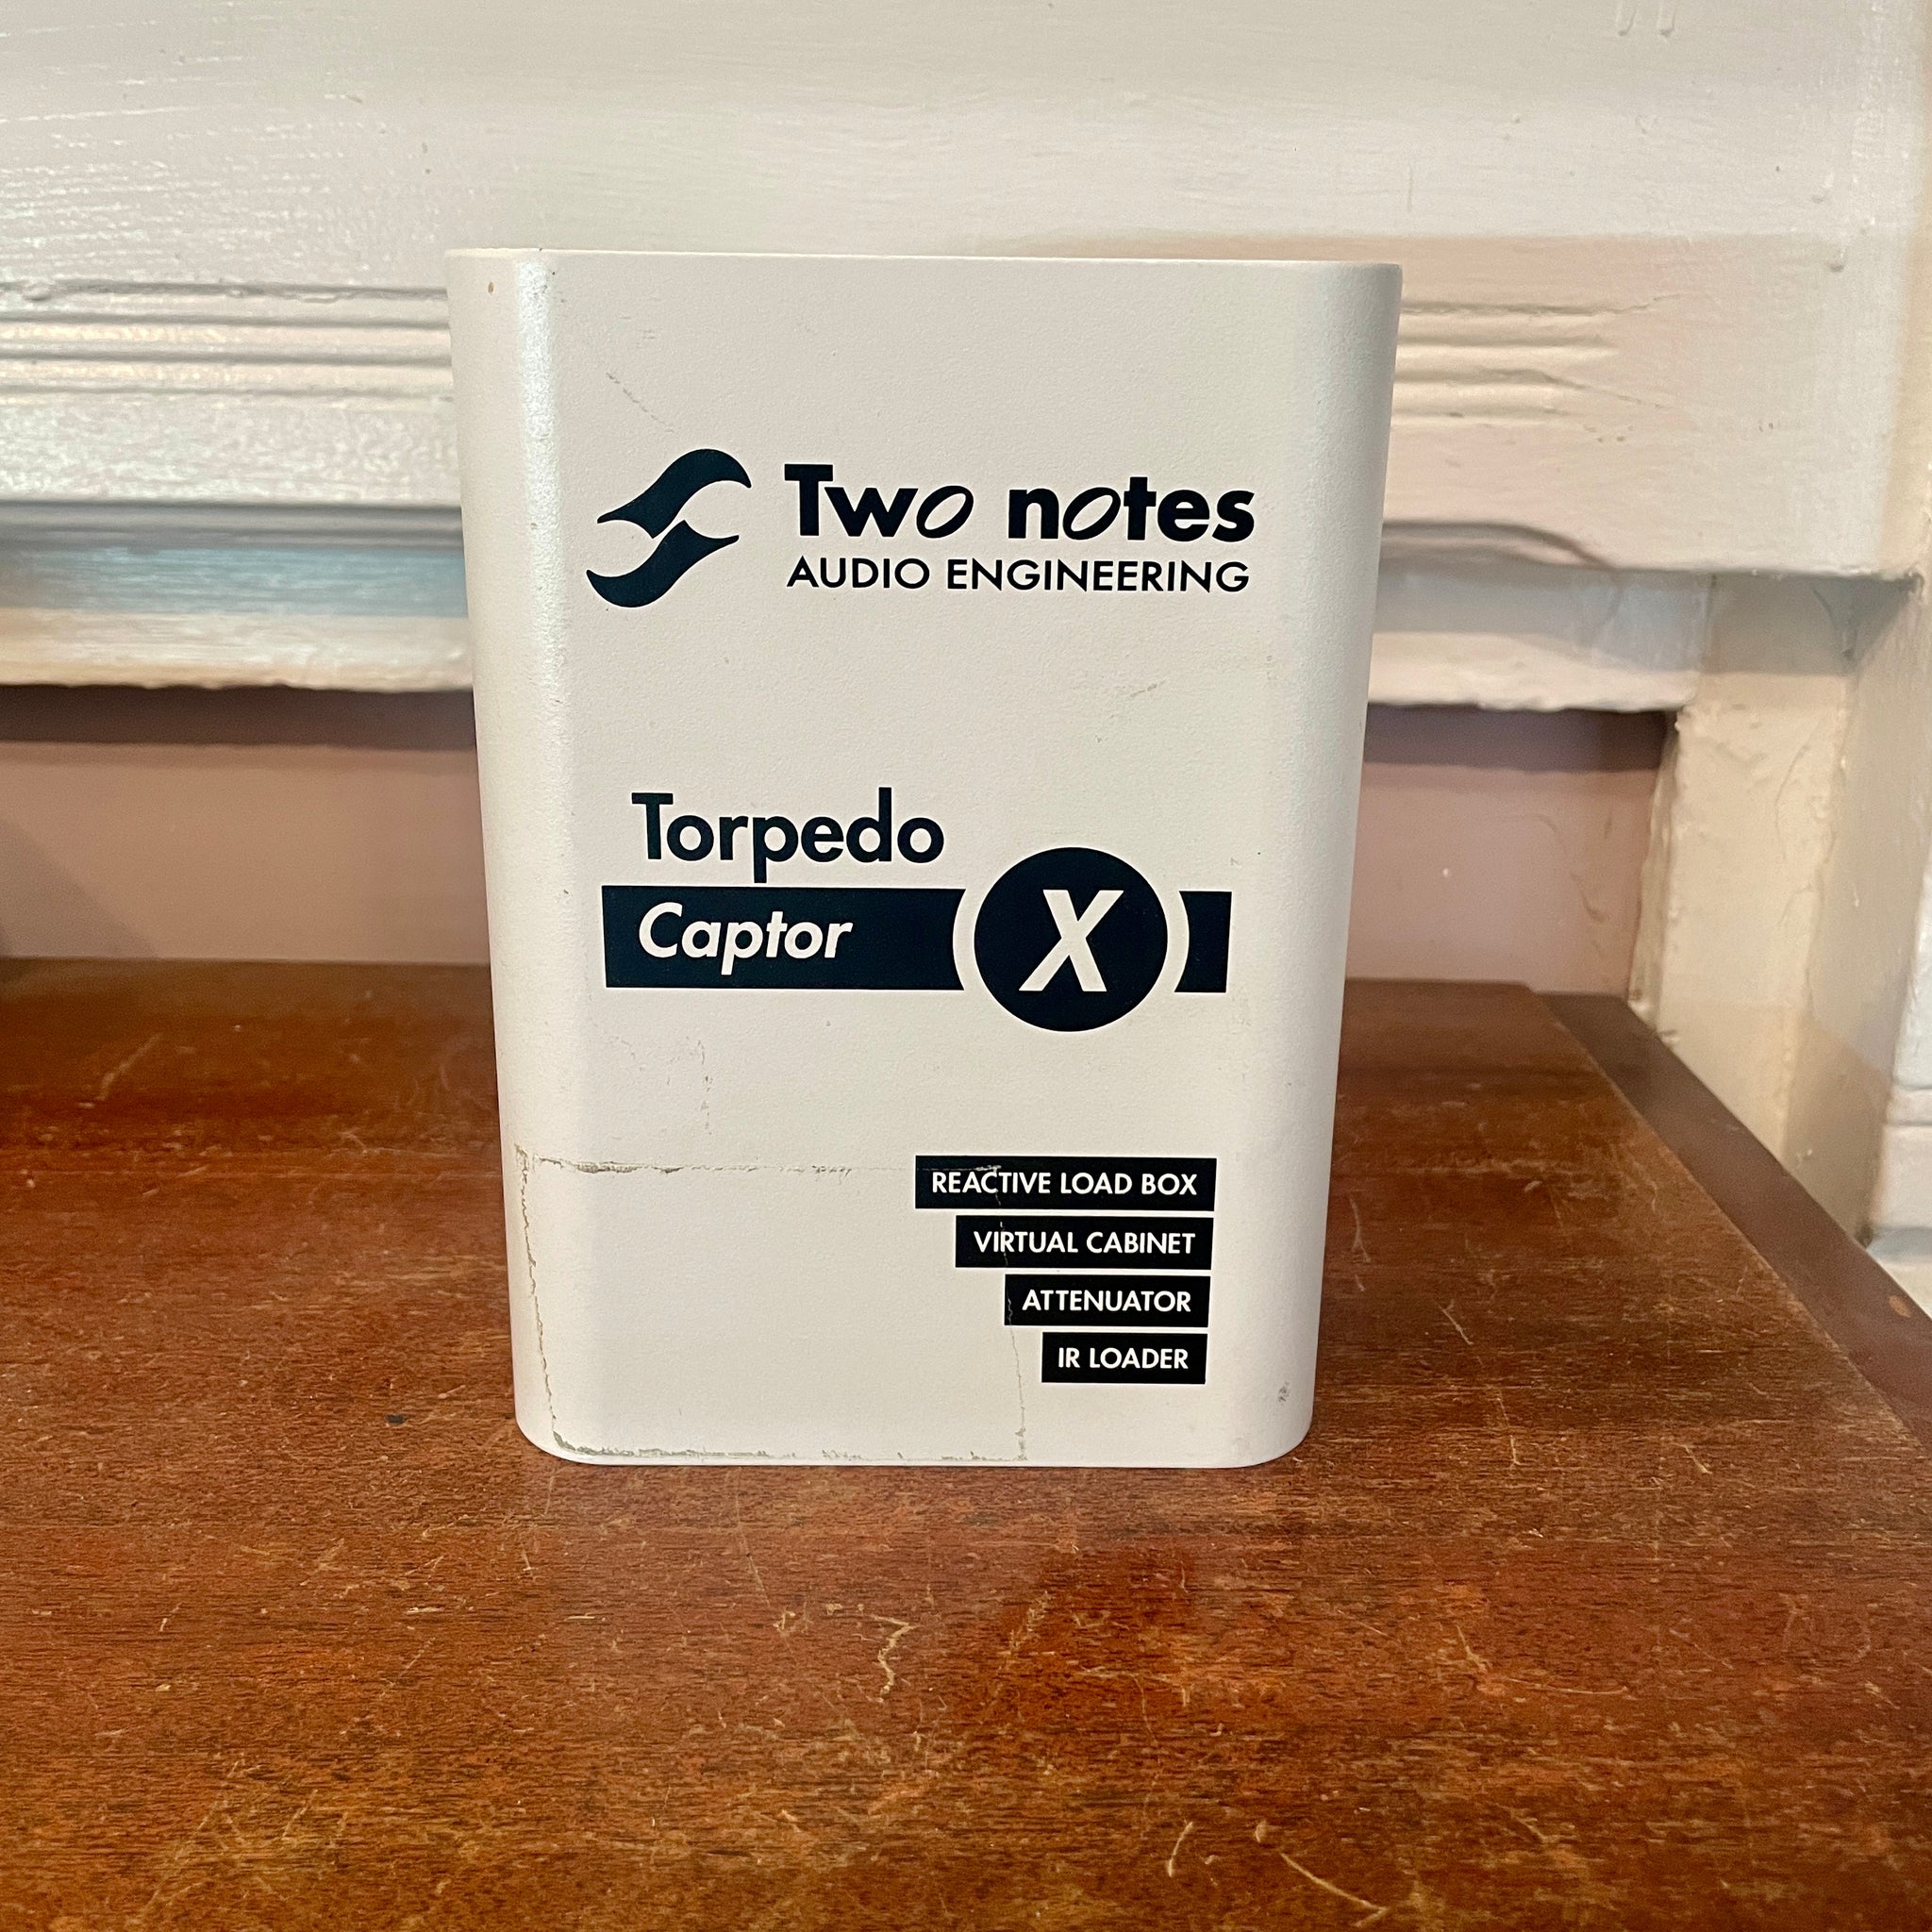 Two notes
AUDIO ENGINEERING
Torpedo
Captor X
REACTIVE LOAD BOX
VIRTUAL CABINET
ATTENUATOR
IR LOADER